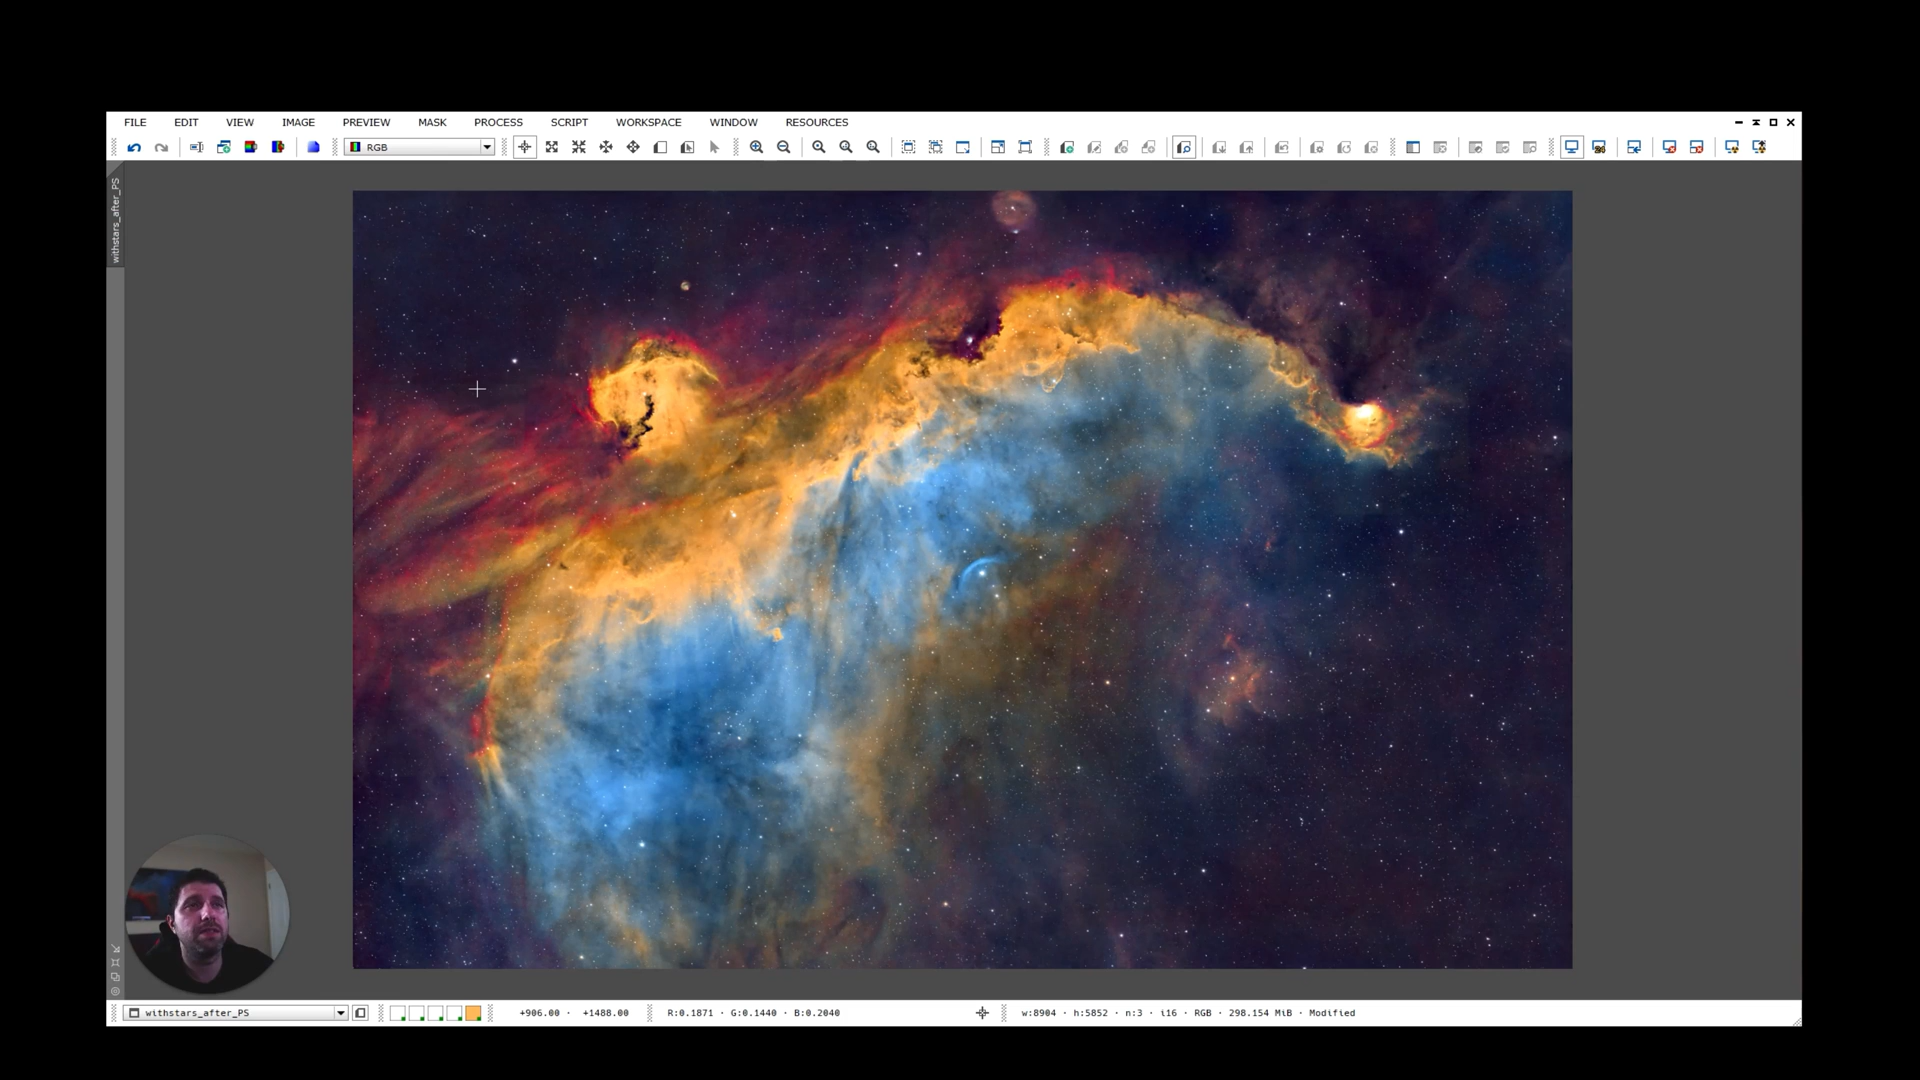 FILE EDIT VIEW IMAGE PREVIEW MASK PROCESS SCRIPT WORKSPACE WINDOW RESOURCES
RGB
withstars_after_PS
withstars_after_PS
+906.00 · +1488.00
R:0.1871 · G:0.1440 · B:0.2040
w:8904 · h:5852 · n:3 · i16 · RGB · 298.154 MiB · Modified